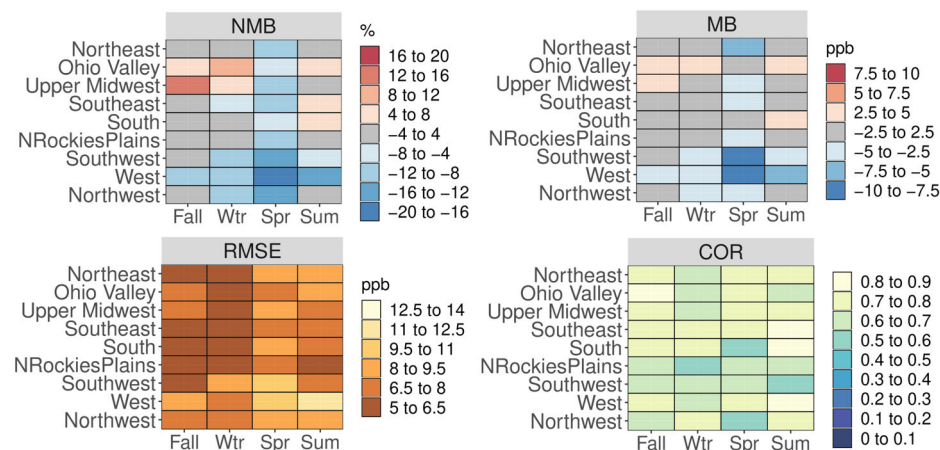 NMB
Northeast
Ohio Valley
Upper Midwest
Southeast
South
NRockiesPlains
Southwest
West
Northwest
Fall Wtr Spr Sum
%
16 to 20
12 to 16
8 to 12
4 to 8
−4 to 4
−8 to −4
−12 to −8
−16 to −12
−20 to −16
MB
Northeast
Ohio Valley
Upper Midwest
Southeast
South
NRockiesPlains
Southwest
West
Northwest
Fall Wtr Spr Sum
ppb
7.5 to 10
5 to 7.5
2.5 to 5
−2.5 to 2.5
−5 to −2.5
−7.5 to −5
−10 to −7.5
RMSE
Northeast
Ohio Valley
Upper Midwest
Southeast
South
NRockiesPlains
Southwest
West
Northwest
Fall Wtr Spr Sum
ppb
12.5 to 14
11 to 12.5
9.5 to 11
8 to 9.5
6.5 to 8
5 to 6.5
COR
Northeast
Ohio Valley
Upper Midwest
Southeast
South
NRockiesPlains
Southwest
West
Northwest
Fall Wtr Spr Sum
0.8 to 0.9
0.7 to 0.8
0.6 to 0.7
0.5 to 0.6
0.4 to 0.5
0.3 to 0.4
0.2 to 0.3
0.1 to 0.2
0 to 0.1